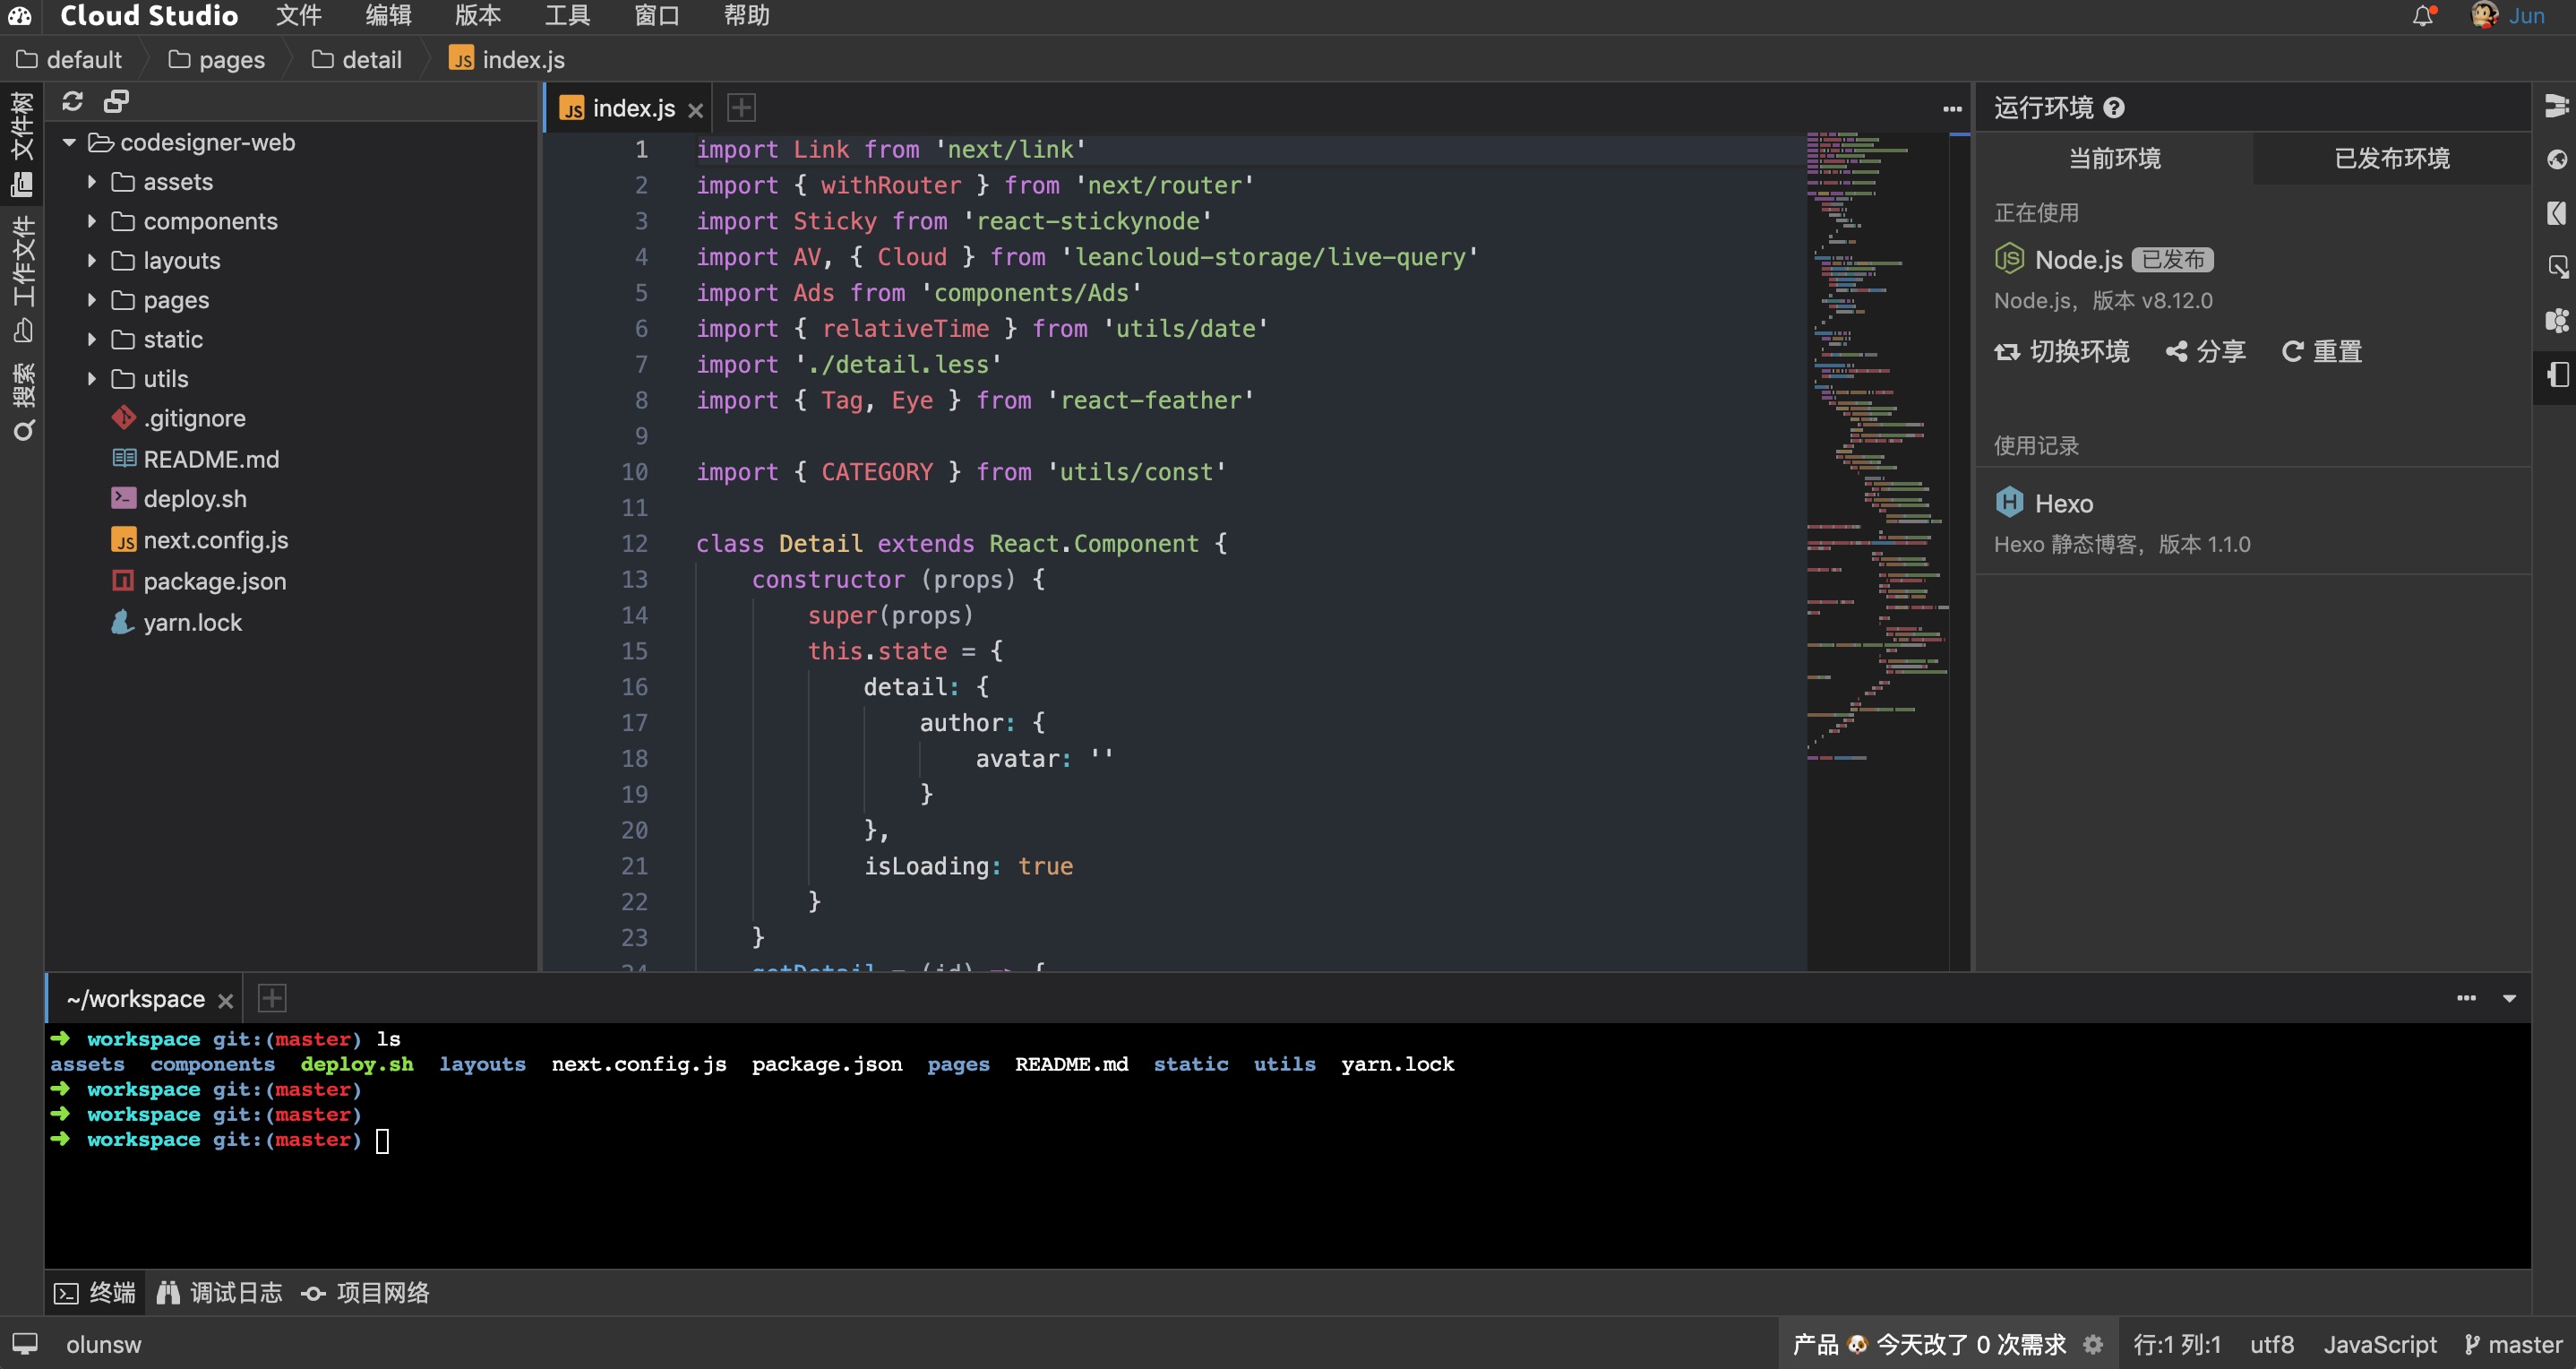 Cloud Studio 文件 编辑 版本 工具 窗口 帮助 Jun
default pages detail index.js
文件树
工作文件
搜索
codesigner-web
assets
components
layouts
pages
static
utils
.gitignore
README.md
deploy.sh
next.config.js
package.json
yarn.lock
index.js
1 import Link from 'next/link'
2 import { withRouter } from 'next/router'
3 import Sticky from 'react-stickynode'
4 import AV, { Cloud } from 'leancloud-storage/live-query'
5 import Ads from 'components/Ads'
6 import { relativeTime } from 'utils/date'
7 import './detail.less'
8 import { Tag, Eye } from 'react-feather'
9
10 import { CATEGORY } from 'utils/const'
11
12 class Detail extends React.Component {
13 constructor (props) {
14 super(props)
15 this.state = {
16 detail: {
17 author: {
18 avatar: ''
19 }
20 },
21 isLoading: true
22 }
23 }
24 getDetail = (id) => {
运行环境
当前环境 已发布环境
正在使用
Node.js 已发布
Node.js, 版本 v8.12.0
切换环境 分享 重置
使用记录
Hexo
Hexo 静态博客, 版本 1.1.0
~/workspace
➜ workspace git:(master) ls
assets components deploy.sh layouts next.config.js package.json pages README.md static utils yarn.lock
➜ workspace git:(master)
➜ workspace git:(master)
➜ workspace git:(master)
终端 调试日志 项目网络
olunsw 产品 🐶 今天改了 0 次需求 行:1 列:1 utf8 JavaScript master